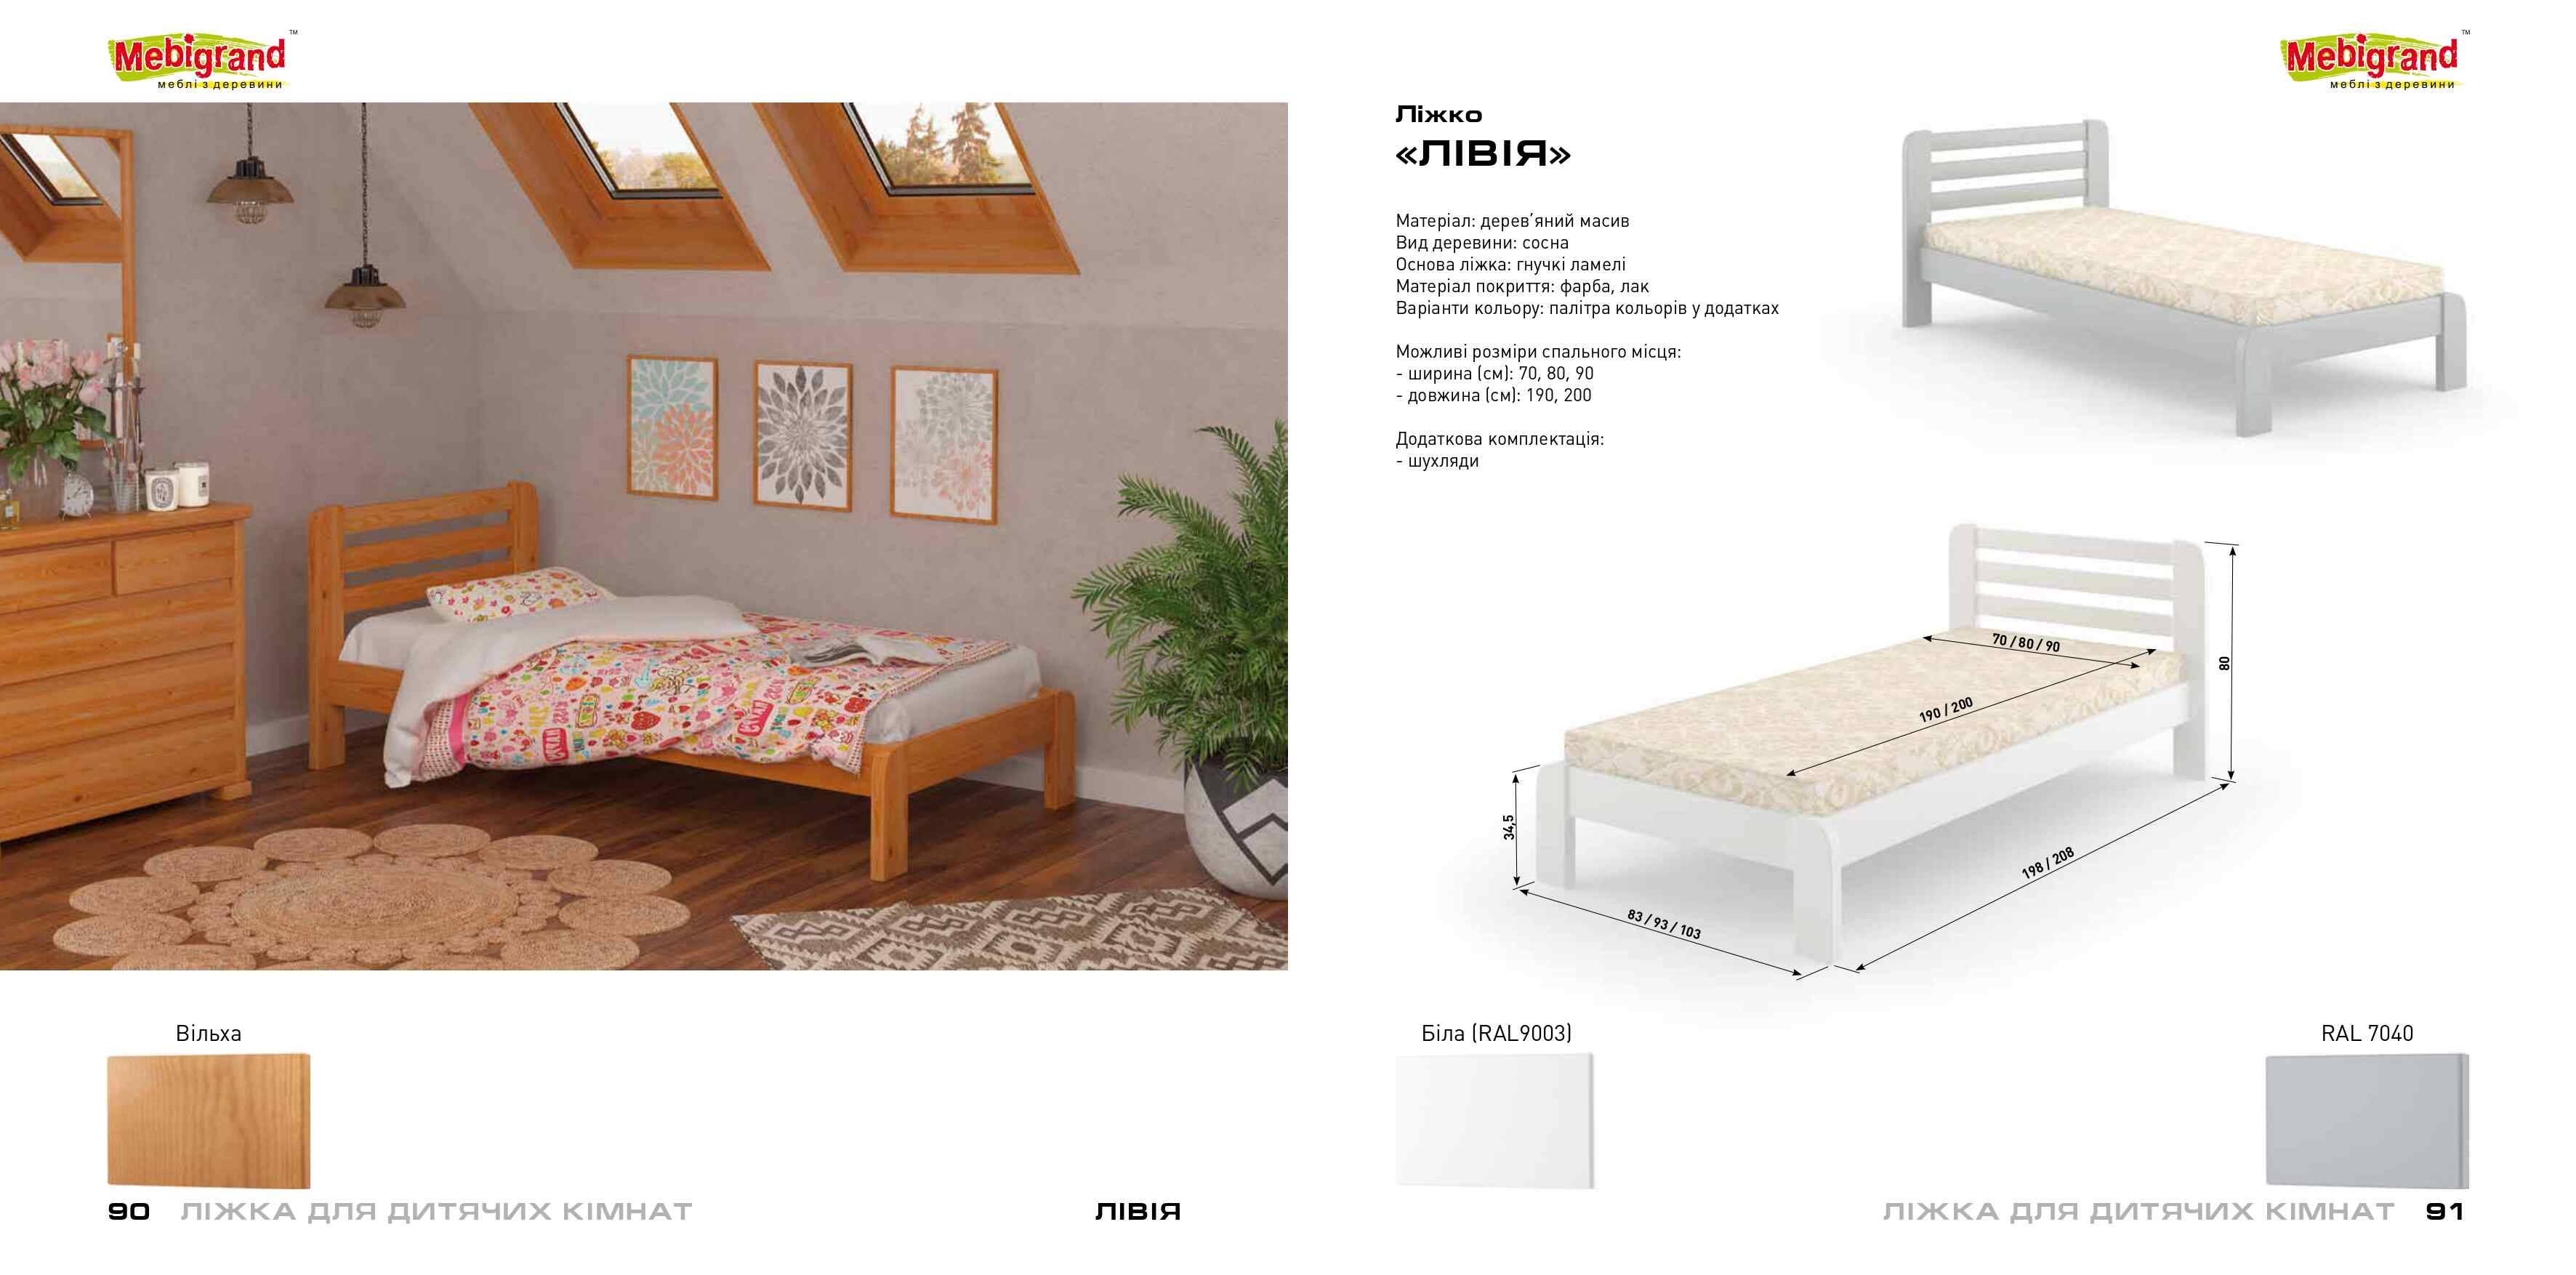 Mebigrand
TM
меблі з деревини
Вільха
90 ЛІЖКА ДЛЯ ДИТЯЧИХ КІМНАТ
ЛІВІЯ
Mebigrand
TM
меблі з деревини
Ліжко
«ЛІВІЯ»
Матеріал: дерев’яний масив
Вид деревини: сосна
Основа ліжка: гнучкі ламелі
Матеріал покриття: фарба, лак
Варіанти кольору: палітра кольорів у додатках
Можливі розміри спального місця:
- ширина (см): 70, 80, 90
- довжина (см): 190, 200
Додаткова комплектація:
- шухляди
70 / 80 / 90
190 / 200
80
34,5
198 / 208
83 / 93 / 103
Біла (RAL9003)
RAL 7040
ЛІЖКА ДЛЯ ДИТЯЧИХ КІМНАТ 91